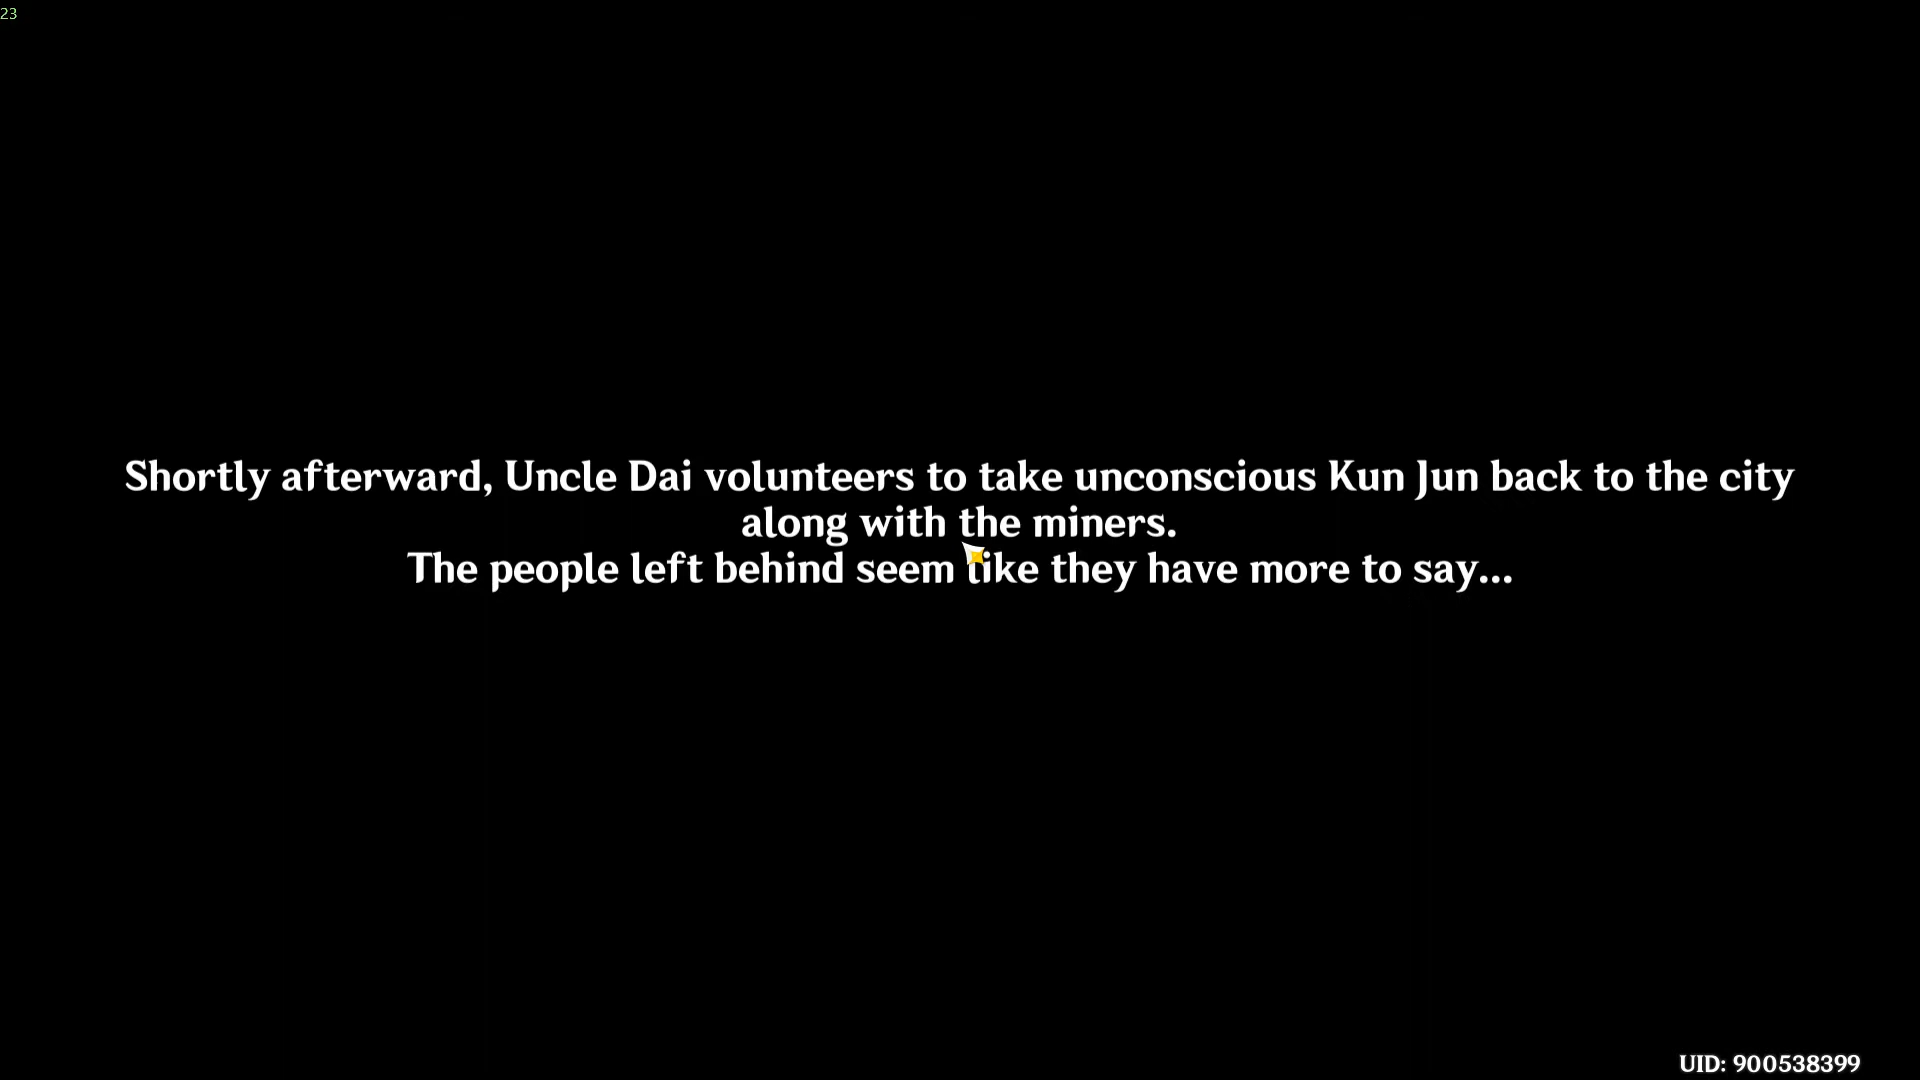 23
Shortly afterward, Uncle Dai volunteers to take unconscious Kun Jun back to the city
along with the miners.
The people left behind seem like they have more to say...
UID: 900538399